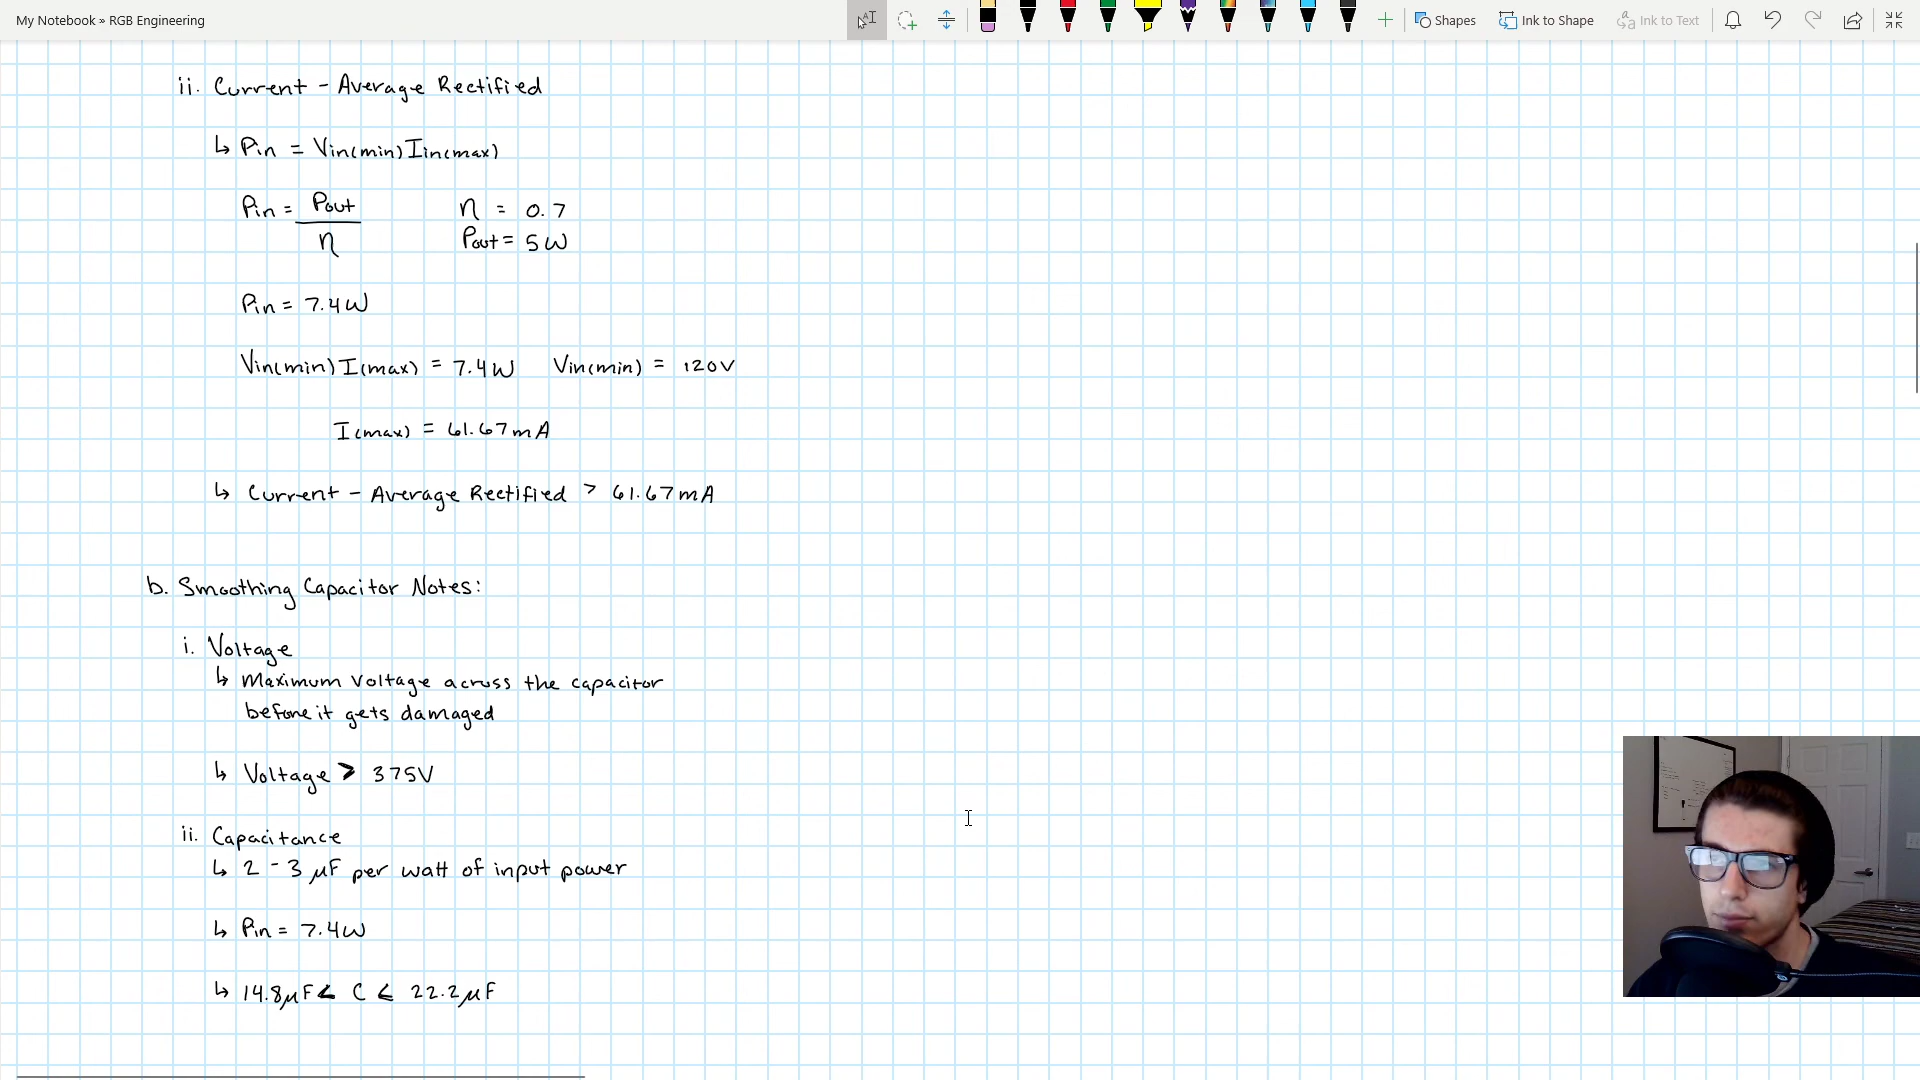 My Notebook » RGB Engineering
Shapes
Ink to Shape
Ink to Text
ii. Current - Average Rectified
↳ Pin = Vin(min) Iin(max)
Pin = Pout / η
η = 0.7
Pout = 5W
Pin = 7.4W
Vin(min) I(max) = 7.4W Vin(min) = 120V
I(max) = 61.67mA
↳ Current - Average Rectified > 61.67mA
b. Smoothing Capacitor Notes:
i. Voltage
↳ Maximum voltage across the capacitor
before it gets damaged
↳ Voltage > 375V
ii. Capacitance
↳ 2 - 3 μF per watt of input power
↳ Pin = 7.4W
↳ 14.8μF < C < 22.2μF